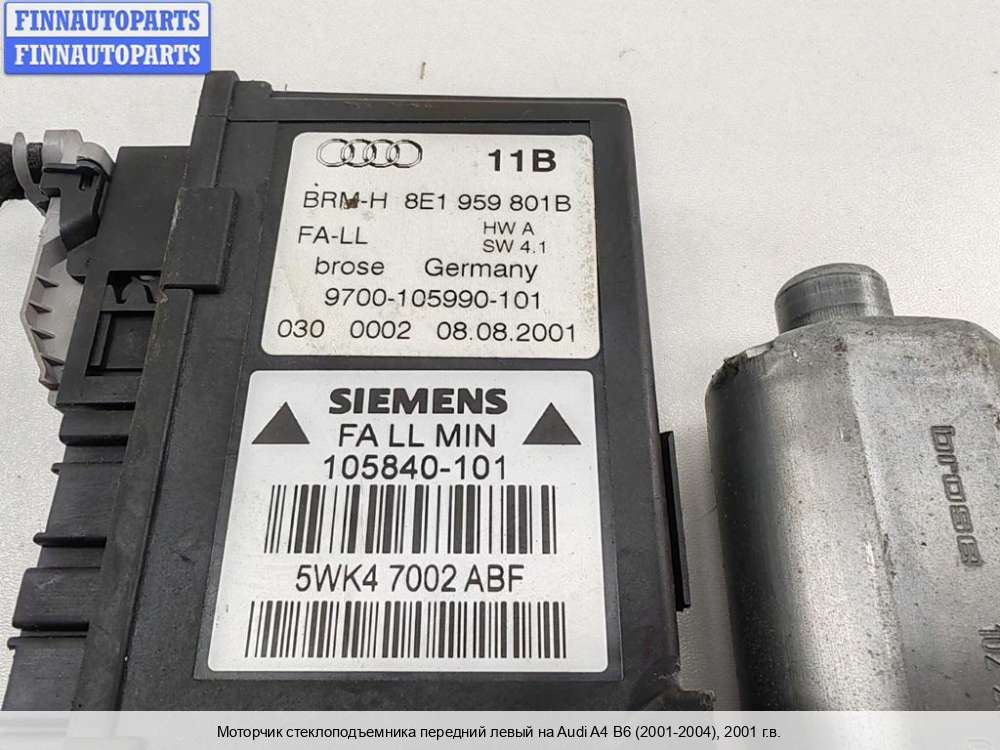 FINNAUTOPARTS
FINNAUTOPARTS
11B
BRM-H 8E1 959 801B
FA-LL
HW A
SW 4.1
brose Germany
9700-105990-101
030 0002 08.08.2001
SIEMENS
FA LL MIN
105840-101
5WK4 7002 ABF
brose
Моторчик стеклоподъемника передний левый на Audi A4 B6 (2001-2004), 2001 г.в.